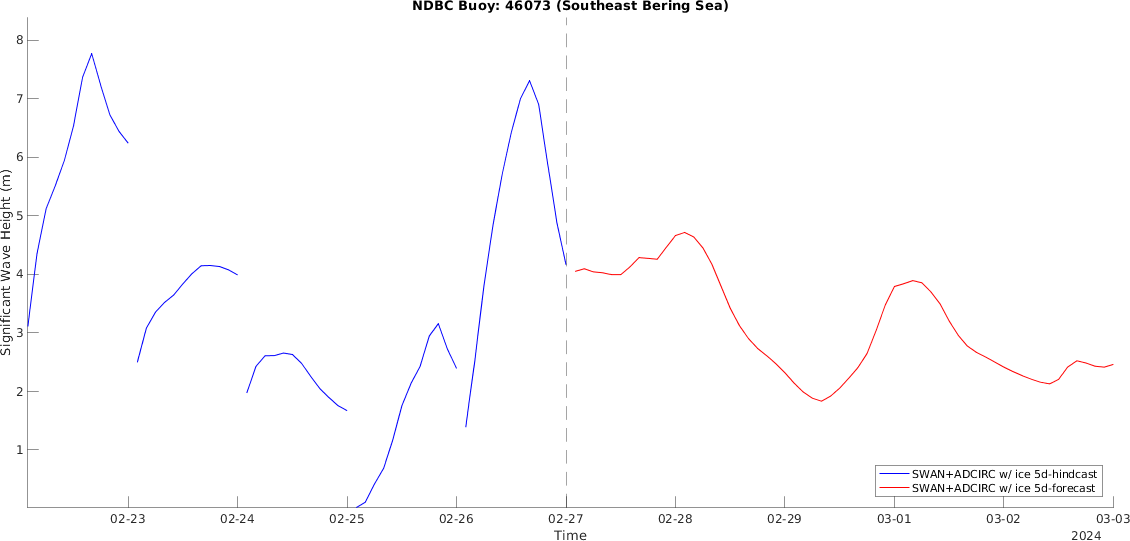 NDBC Buoy: 46073 (Southeast Bering Sea)
Significant Wave Height (m)
8
7
6
5
4
3
2
1
SWAN+ADCIRC w/ ice 5d-hindcast
SWAN+ADCIRC w/ ice 5d-forecast
02-23 02-24 02-25 02-26 02-27 02-28 02-29 03-01 03-02 03-03
Time
2024